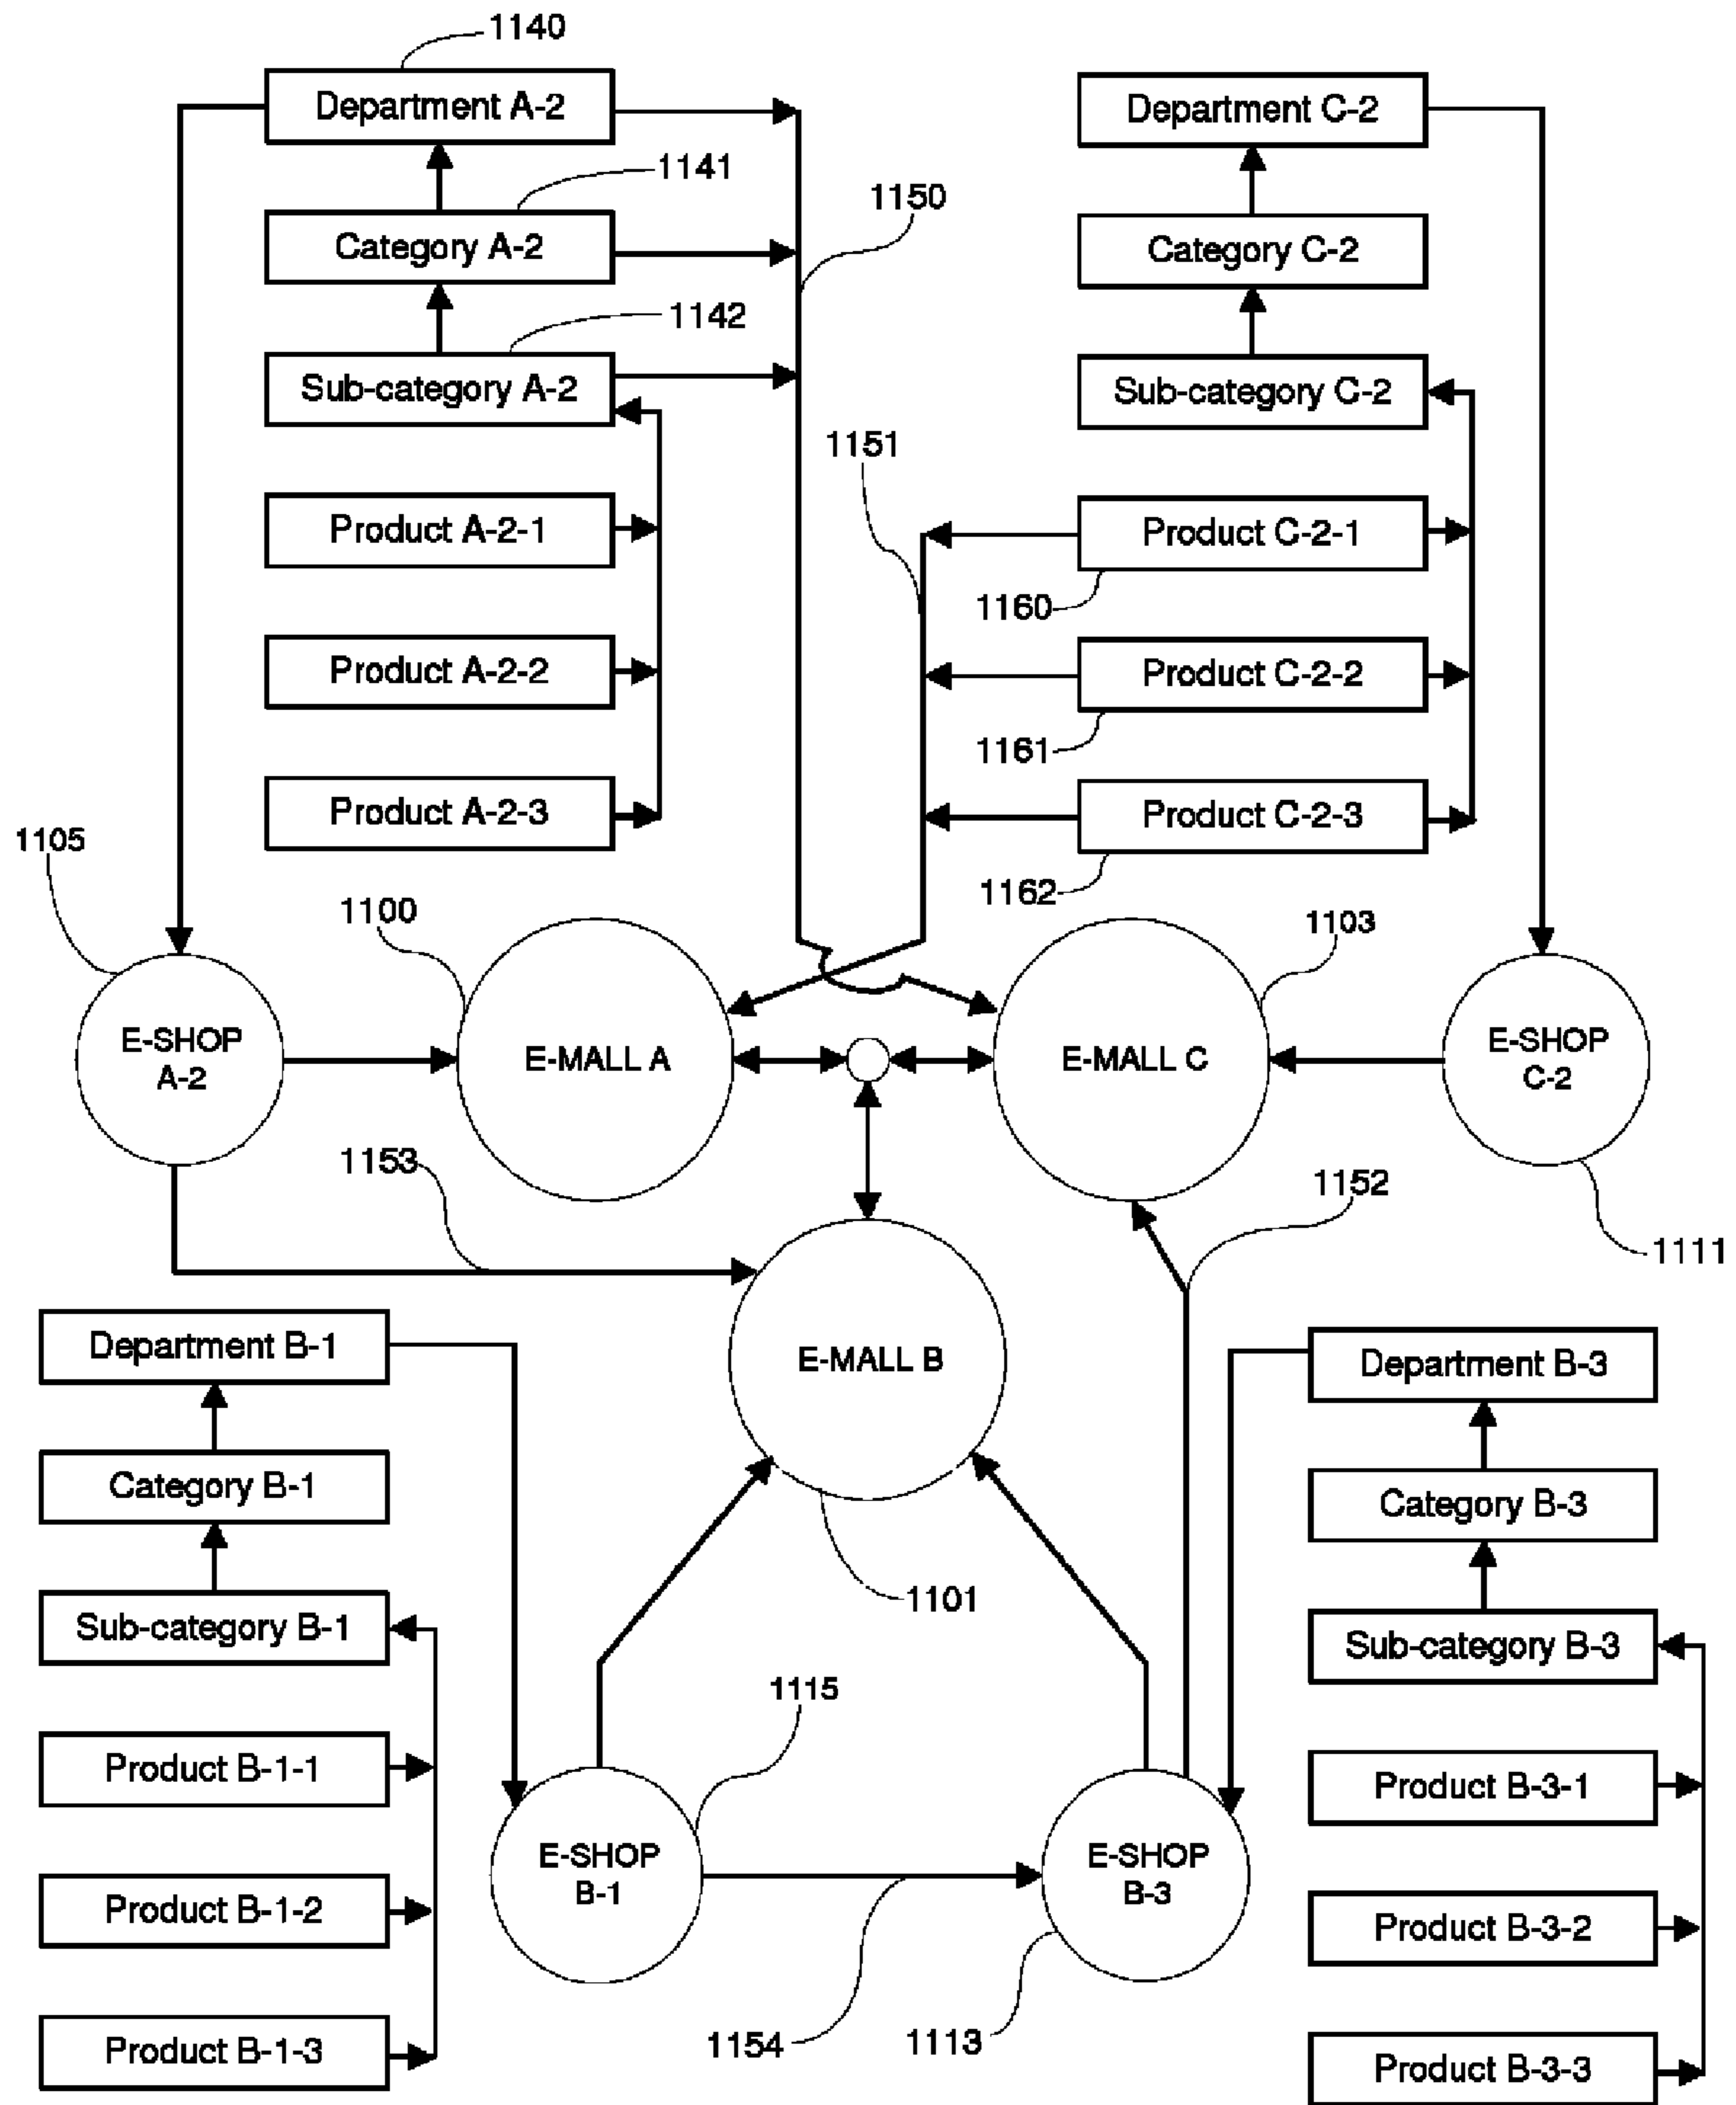 1140
Department A-2
Department C-2
1141
1150
Category A-2
Category C-2
1142
Sub-category A-2
Sub-category C-2
1151
Product A-2-1
Product C-2-1
1160
Product A-2-2
Product C-2-2
1161
Product A-2-3
Product C-2-3
1105
1162
1100
1103
E-SHOP
A-2
E-MALL A
E-MALL C
E-SHOP
C-2
1153
1152
1111
Department B-1
E-MALL B
Department B-3
Category B-1
Category B-3
1101
Sub-category B-1
Sub-category B-3
1115
Product B-1-1
Product B-3-1
E-SHOP
B-1
E-SHOP
B-3
Product B-1-2
Product B-3-2
1154
1113
Product B-1-3
Product B-3-3